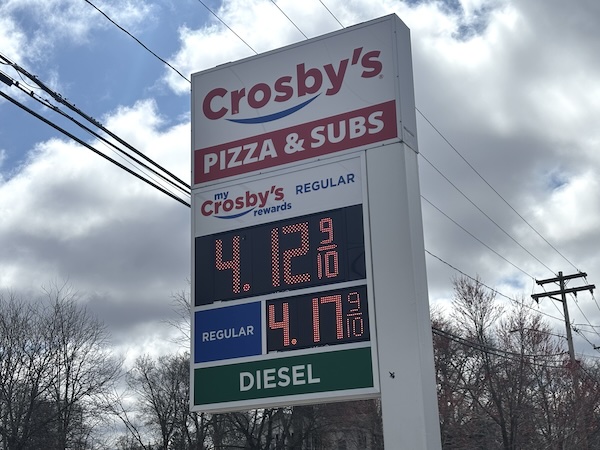 Crosby's
PIZZA & SUBS
my
Crosby's REGULAR
rewards
4.12 9/10
REGULAR 4.17 9/10
DIESEL